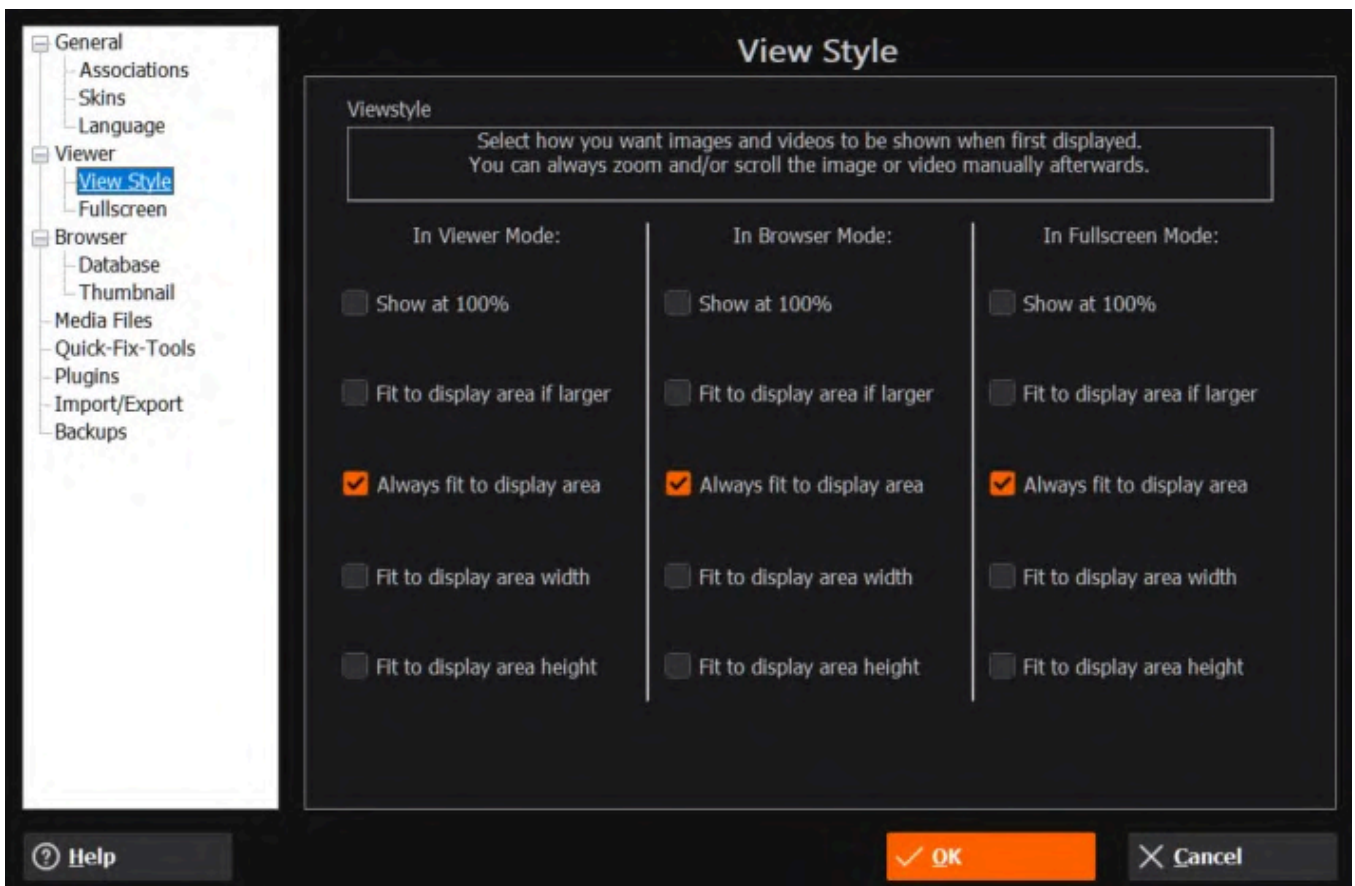 General
Associations
Skins
Language
Viewer
View Style
Fullscreen
Browser
Database
Thumbnail
Media Files
Quick-Fix-Tools
Plugins
Import/Export
Backups
View Style
Viewstyle
Select how you want images and videos to be shown when first displayed.
You can always zoom and/or scroll the image or video manually afterwards.
In Viewer Mode:
Show at 100%
Fit to display area if larger
Always fit to display area
Fit to display area width
Fit to display area height
In Browser Mode:
Show at 100%
Fit to display area if larger
Always fit to display area
Fit to display area width
Fit to display area height
In Fullscreen Mode:
Show at 100%
Fit to display area if larger
Always fit to display area
Fit to display area width
Fit to display area height
Help
OK
Cancel